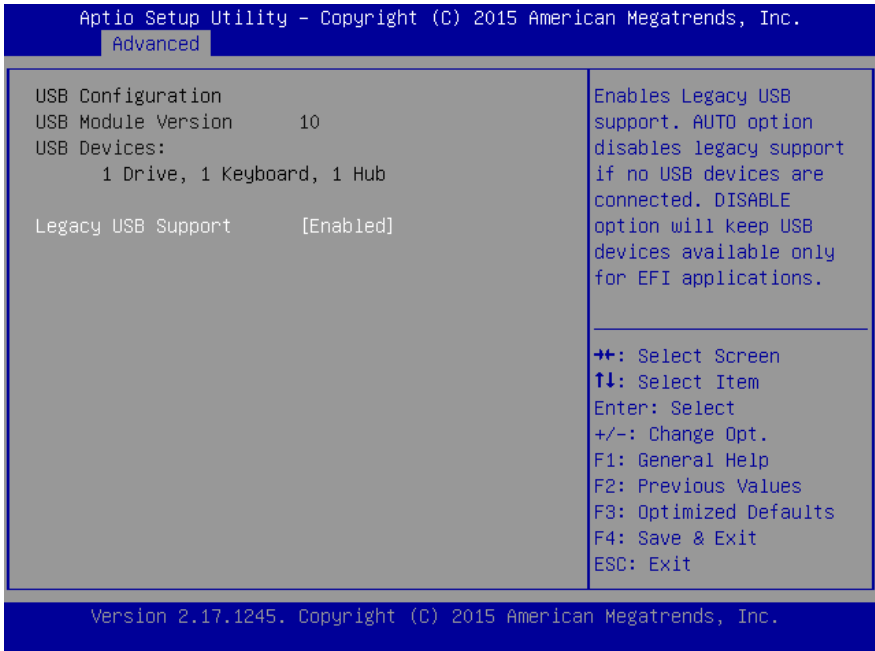 Aptio Setup Utility – Copyright (C) 2015 American Megatrends, Inc.
Advanced
USB Configuration
USB Module Version 10
USB Devices:
1 Drive, 1 Keyboard, 1 Hub
Legacy USB Support [Enabled]
Enables Legacy USB
support. AUTO option
disables legacy support
if no USB devices are
connected. DISABLE
option will keep USB
devices available only
for EFI applications.
→←: Select Screen
↑↓: Select Item
Enter: Select
+/-: Change Opt.
F1: General Help
F2: Previous Values
F3: Optimized Defaults
F4: Save & Exit
ESC: Exit
Version 2.17.1245. Copyright (C) 2015 American Megatrends, Inc.